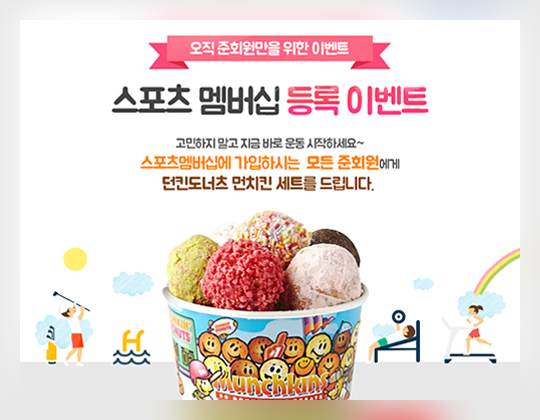 오직 준회원만을 위한 이벤트
스포츠 멤버십 등록 이벤트
고민하지 말고 지금 바로 운동 시작하세요~
스포츠멤버십에 가입하시는 모든 준회원에게
던킨도너츠 먼치킨 세트를 드립니다.
Munchkins